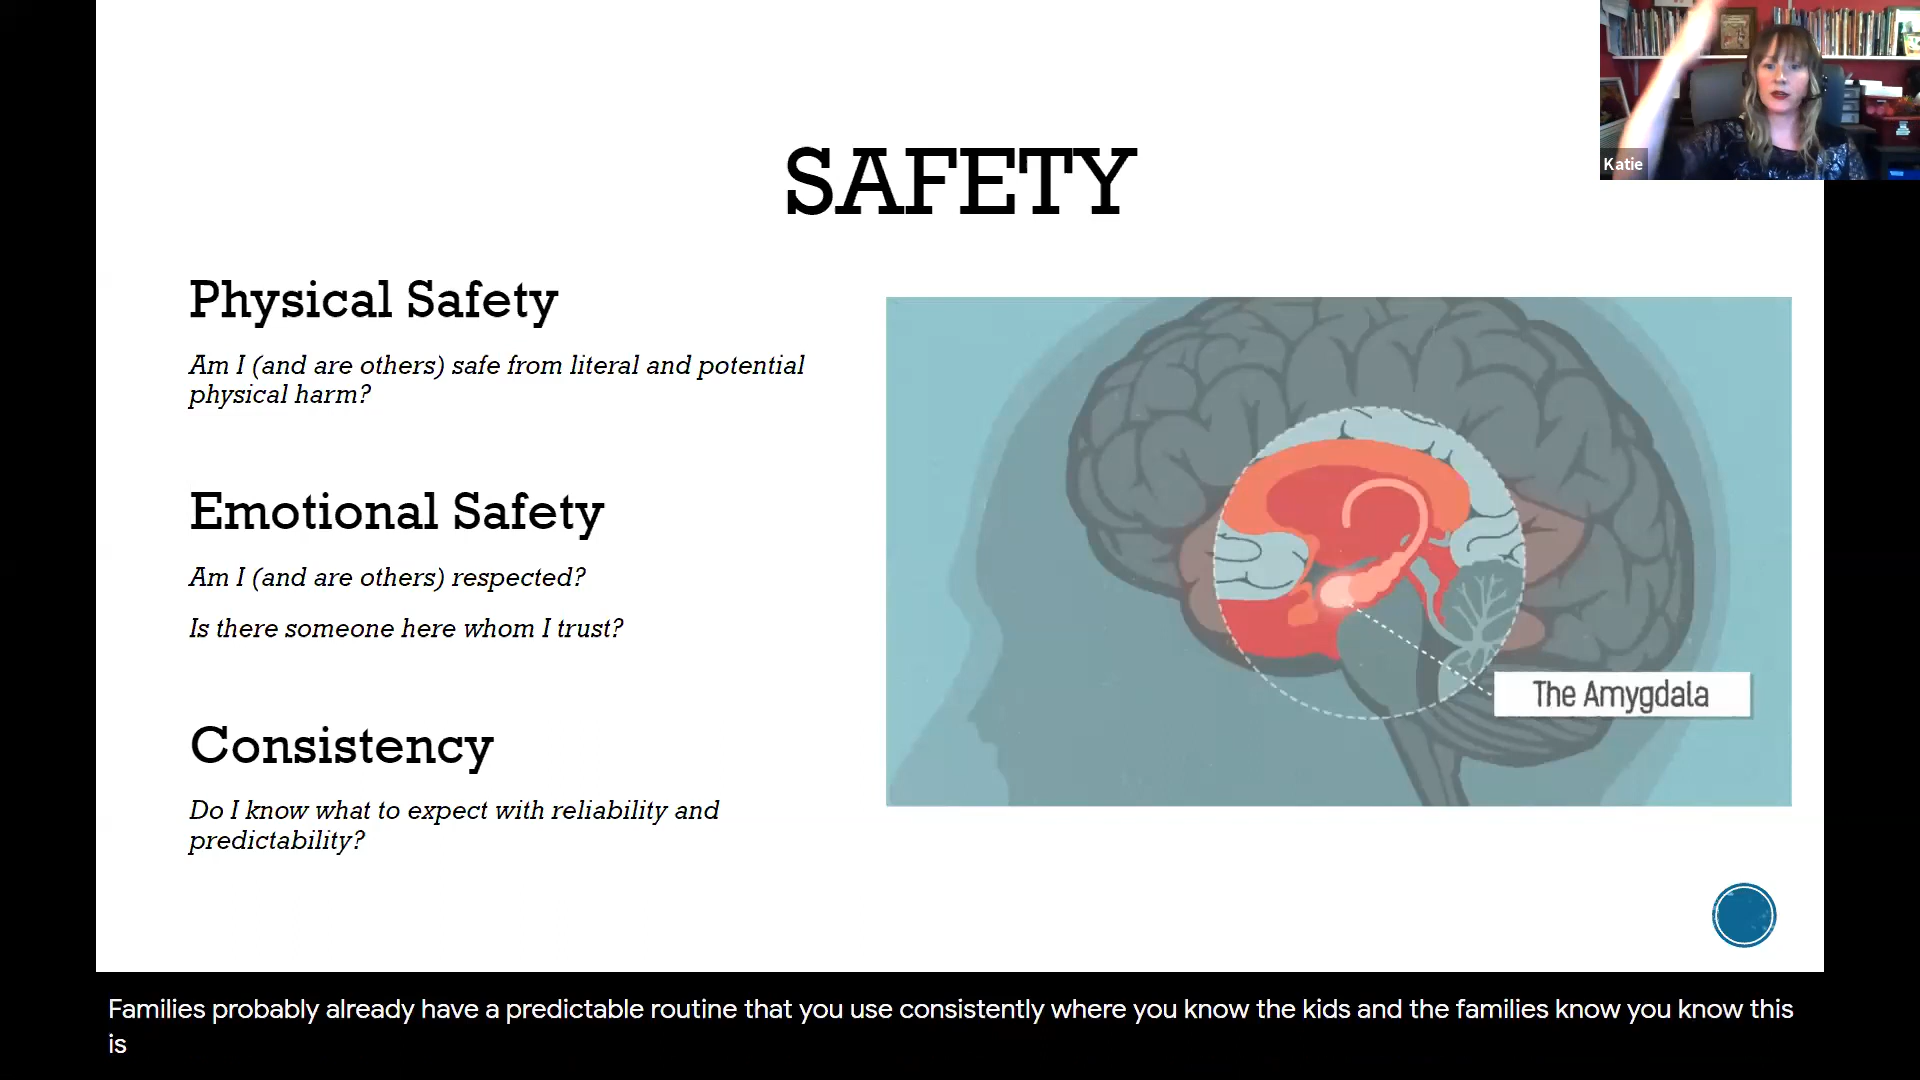 SAFETY
Katie
Physical Safety
Am I (and are others) safe from literal and potential
physical harm?
Emotional Safety
Am I (and are others) respected?
Is there someone here whom I trust?
Consistency
Do I know what to expect with reliability and
predictability?
The Amygdala
Families probably already have a predictable routine that you use consistently where you know the kids and the families know you know this
is